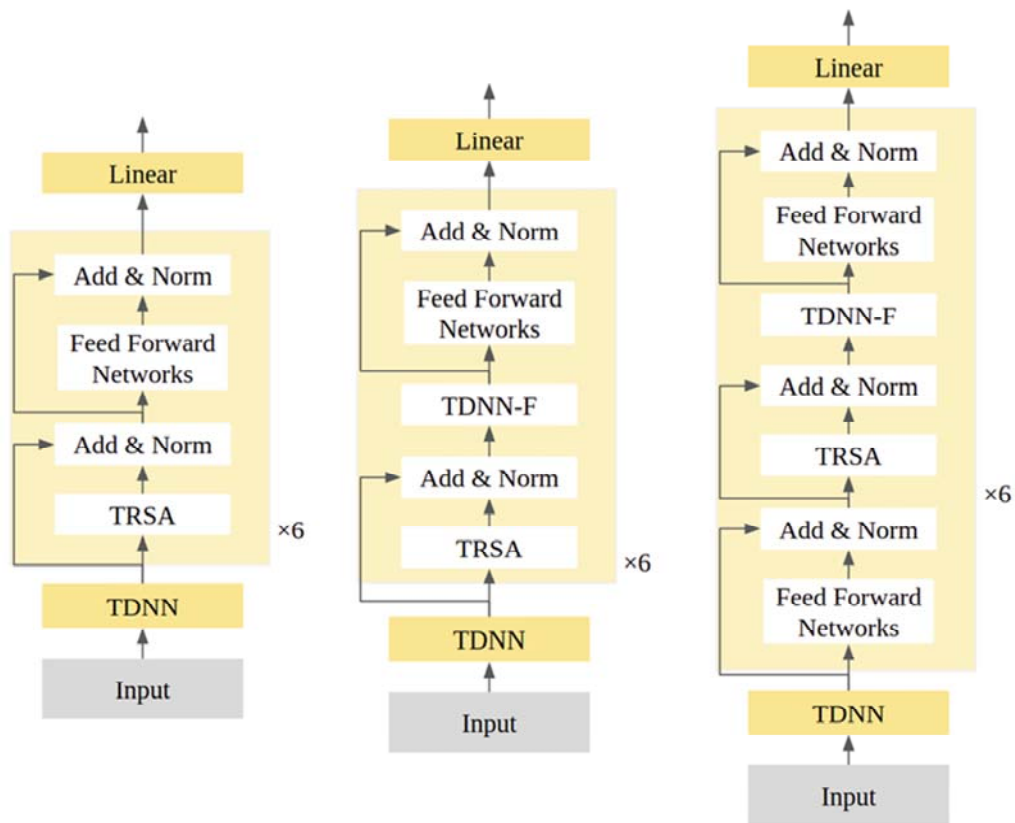 Linear
Add & Norm
Feed Forward
Networks
Add & Norm
TRSA
×6
TDNN
Input
Linear
Add & Norm
Feed Forward
Networks
TDNN-F
Add & Norm
TRSA
×6
TDNN
Input
Linear
Add & Norm
Feed Forward
Networks
TDNN-F
Add & Norm
TRSA
×6
Add & Norm
Feed Forward
Networks
TDNN
Input